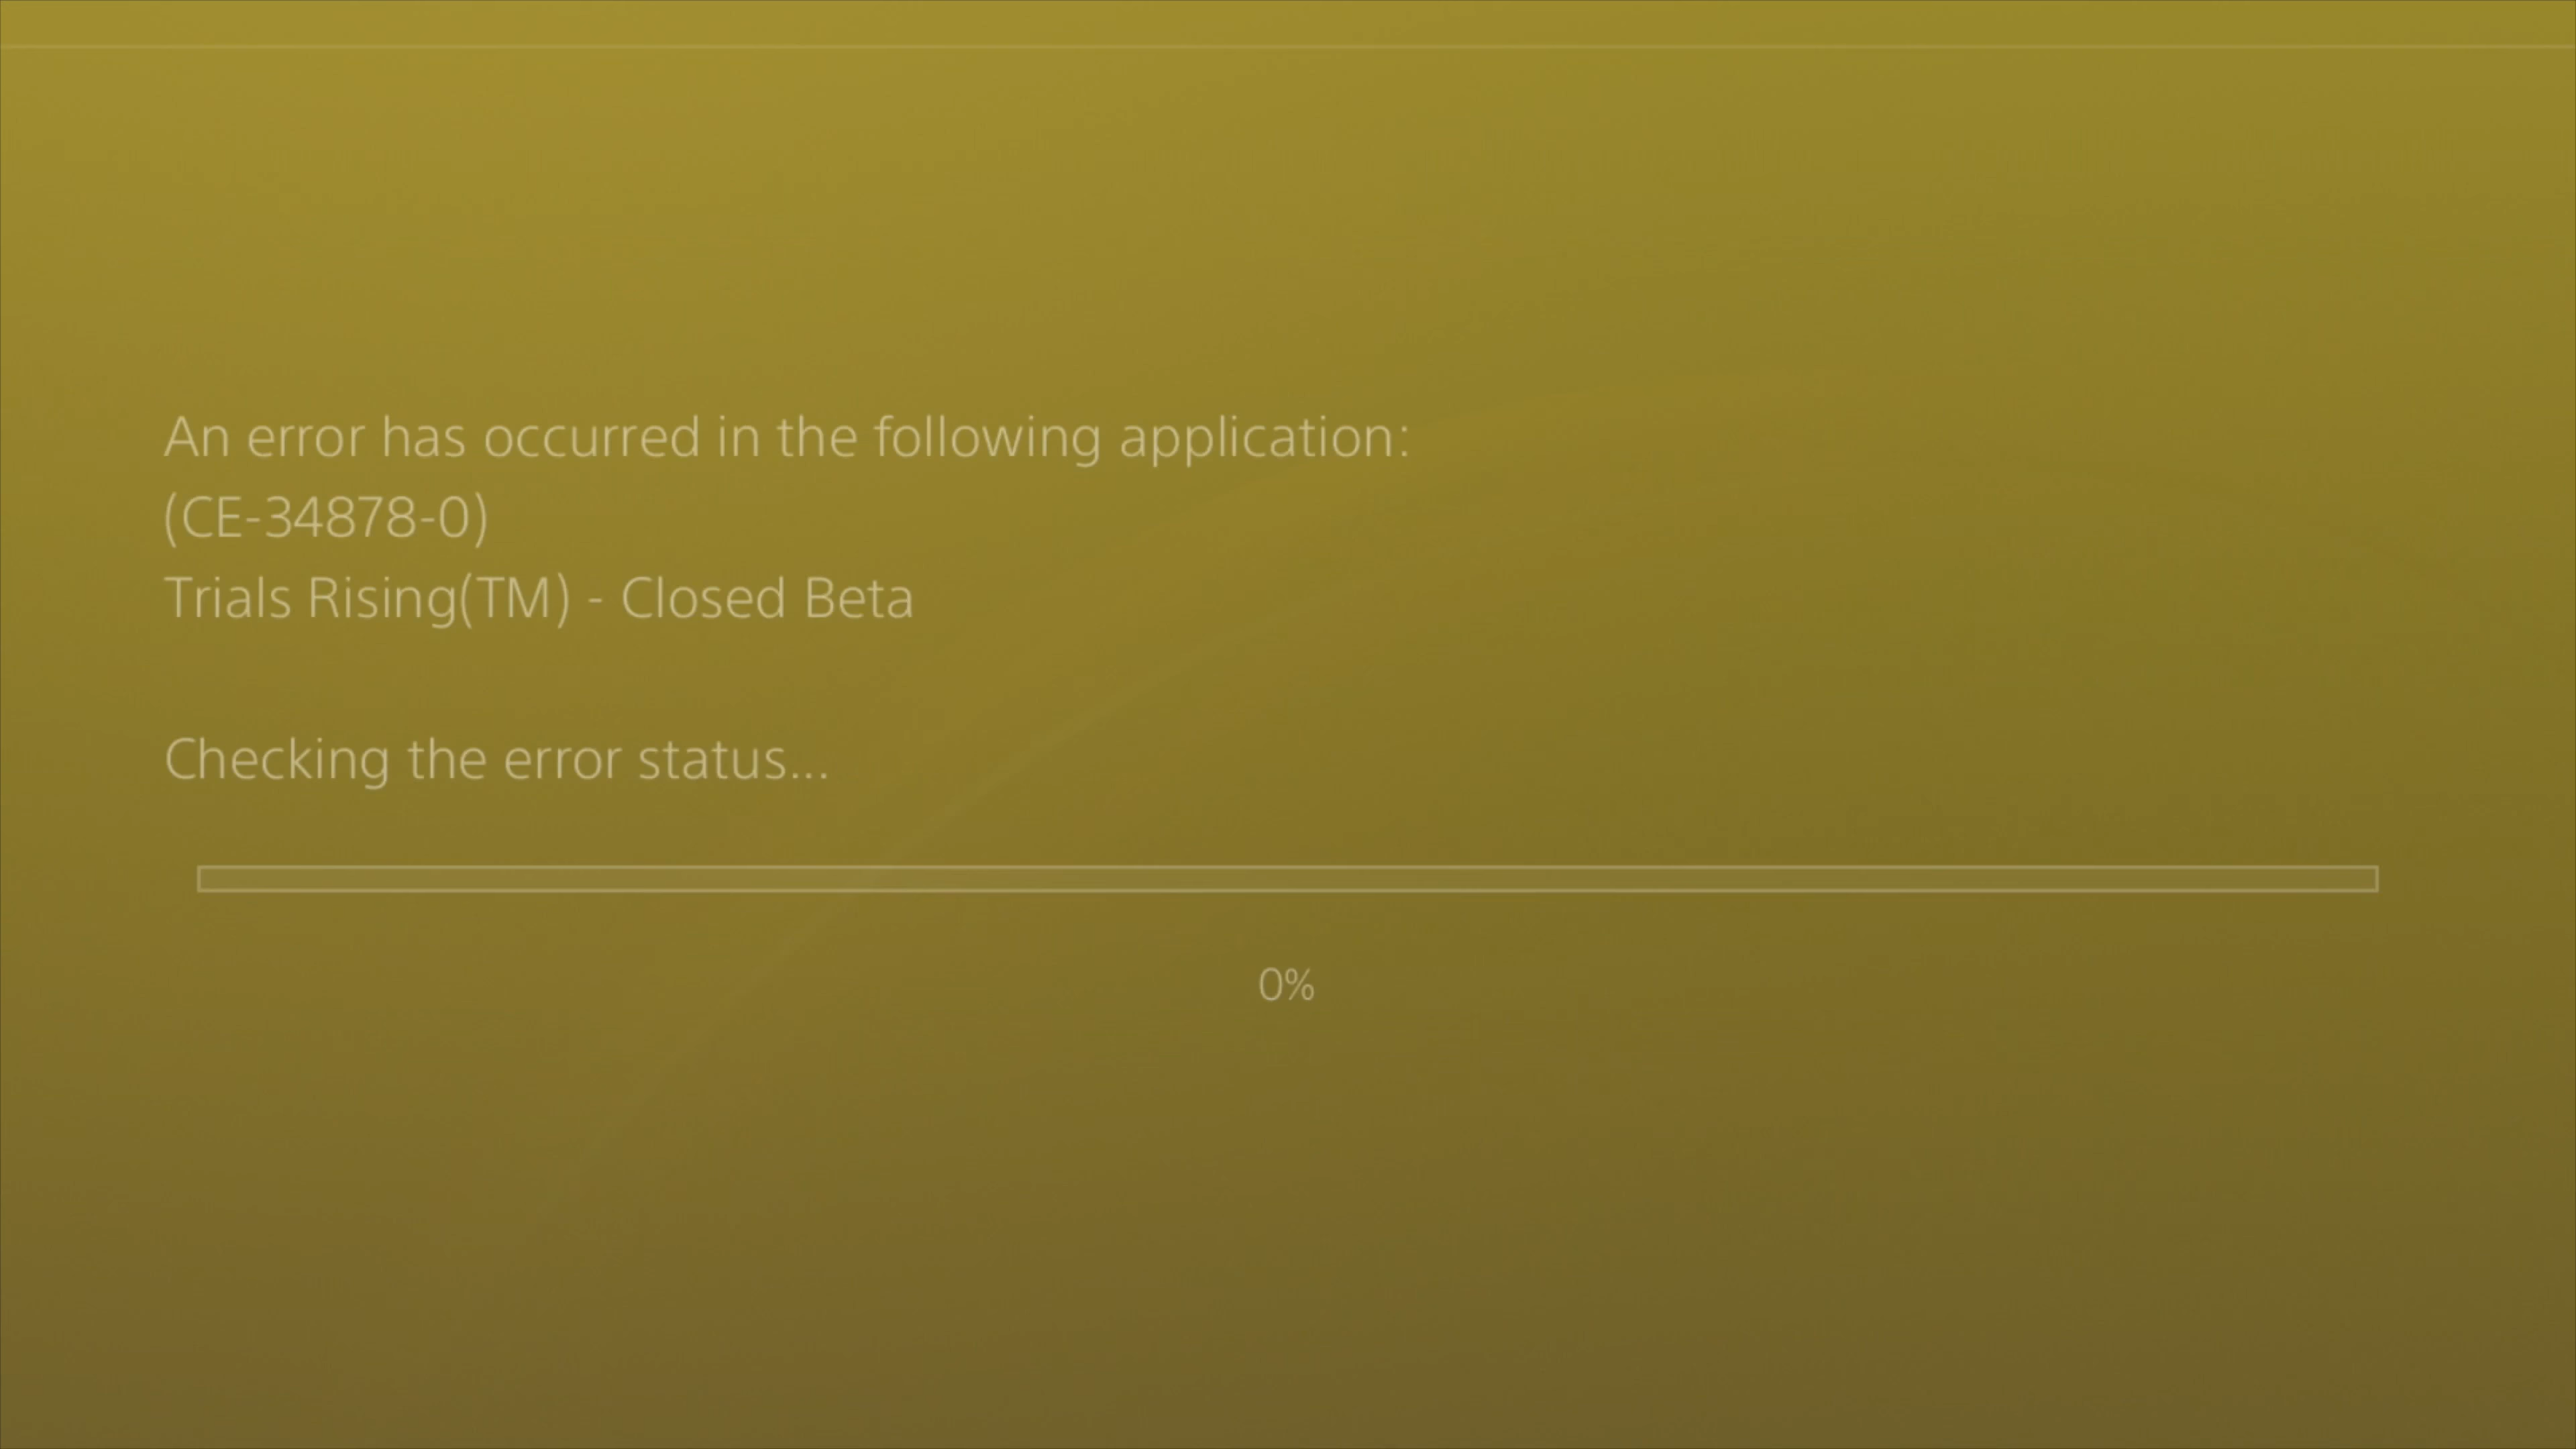 An error has occurred in the following application:
(CE-34878-0)
Trials Rising(TM) - Closed Beta
Checking the error status...
0%